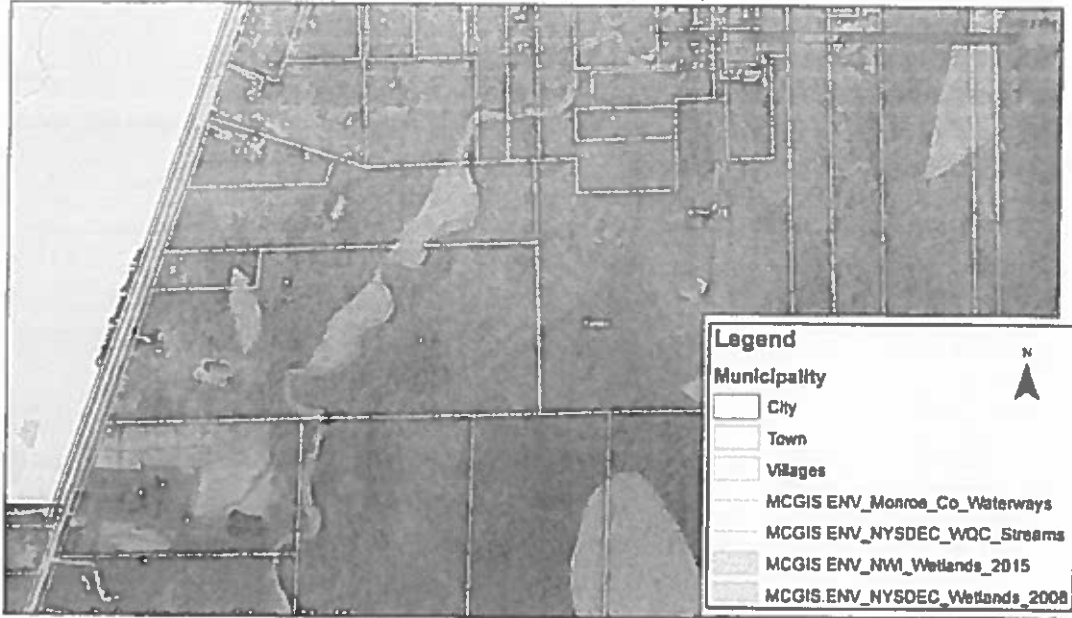 Legend
N
Municipality
City
Town
Villages
MCGIS ENV_Monroe_Co_Waterways
MCGIS ENV_NYSDEC_WQC_Streams
MCGIS ENV_NWI_Wetlands_2015
MCGIS.ENV_NYSDEC_Wetlands_2008